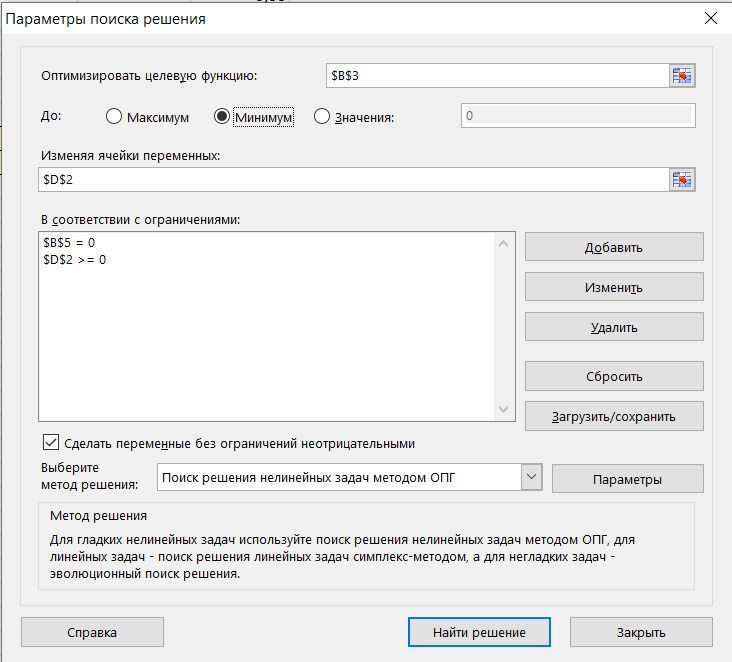 Параметры поиска решения
Оптимизировать целевую функцию:
$B$3
До:
Максимум
Минимум
Значения:
0
Изменяя ячейки переменных:
$D$2
В соответствии с ограничениями:
$B$5 = 0
$D$2 >= 0
Добавить
Изменить
Удалить
Сбросить
Загрузить/сохранить
Сделать переменные без ограничений неотрицательными
Выберите
метод решения:
Поиск решения нелинейных задач методом ОПГ
Параметры
Метод решения
Для гладких нелинейных задач используйте поиск решения нелинейных задач методом ОПГ, для
линейных задач - поиск решения линейных задач симплекс-методом, а для негладких задач -
эволюционный поиск решения.
Справка
Найти решение
Закрыть